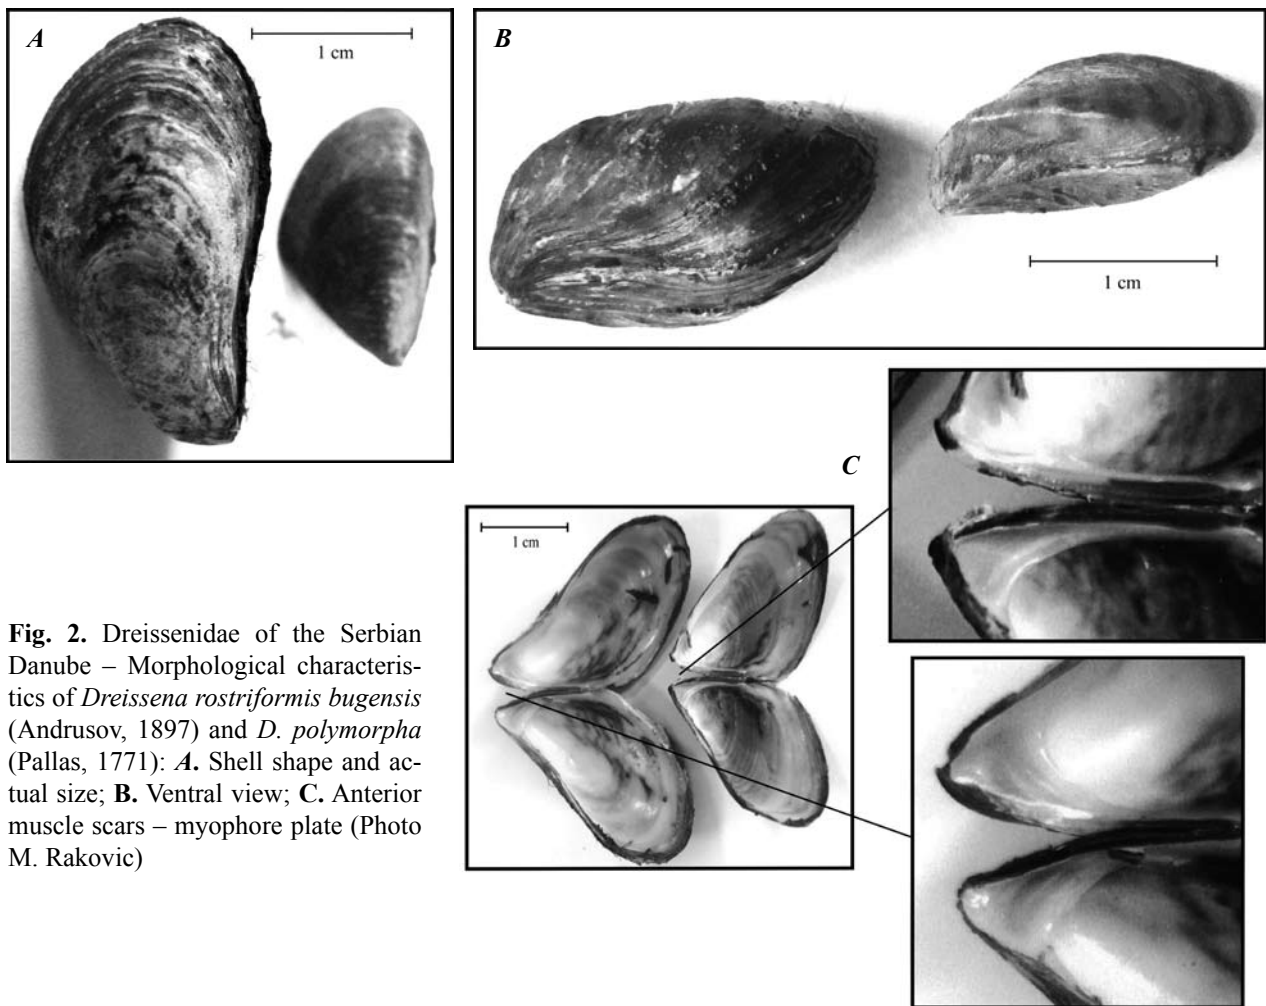 A
1 cm
B
1 cm
C
1 cm
Fig. 2. Dreissenidae of the Serbian
Danube – Morphological characteris-
tics of Dreissena rostriformis bugensis
(Andrusov, 1897) and D. polymorpha
(Pallas, 1771): A. Shell shape and ac-
tual size; B. Ventral view; C. Anterior
muscle scars – myophore plate (Photo
M. Rakovic)